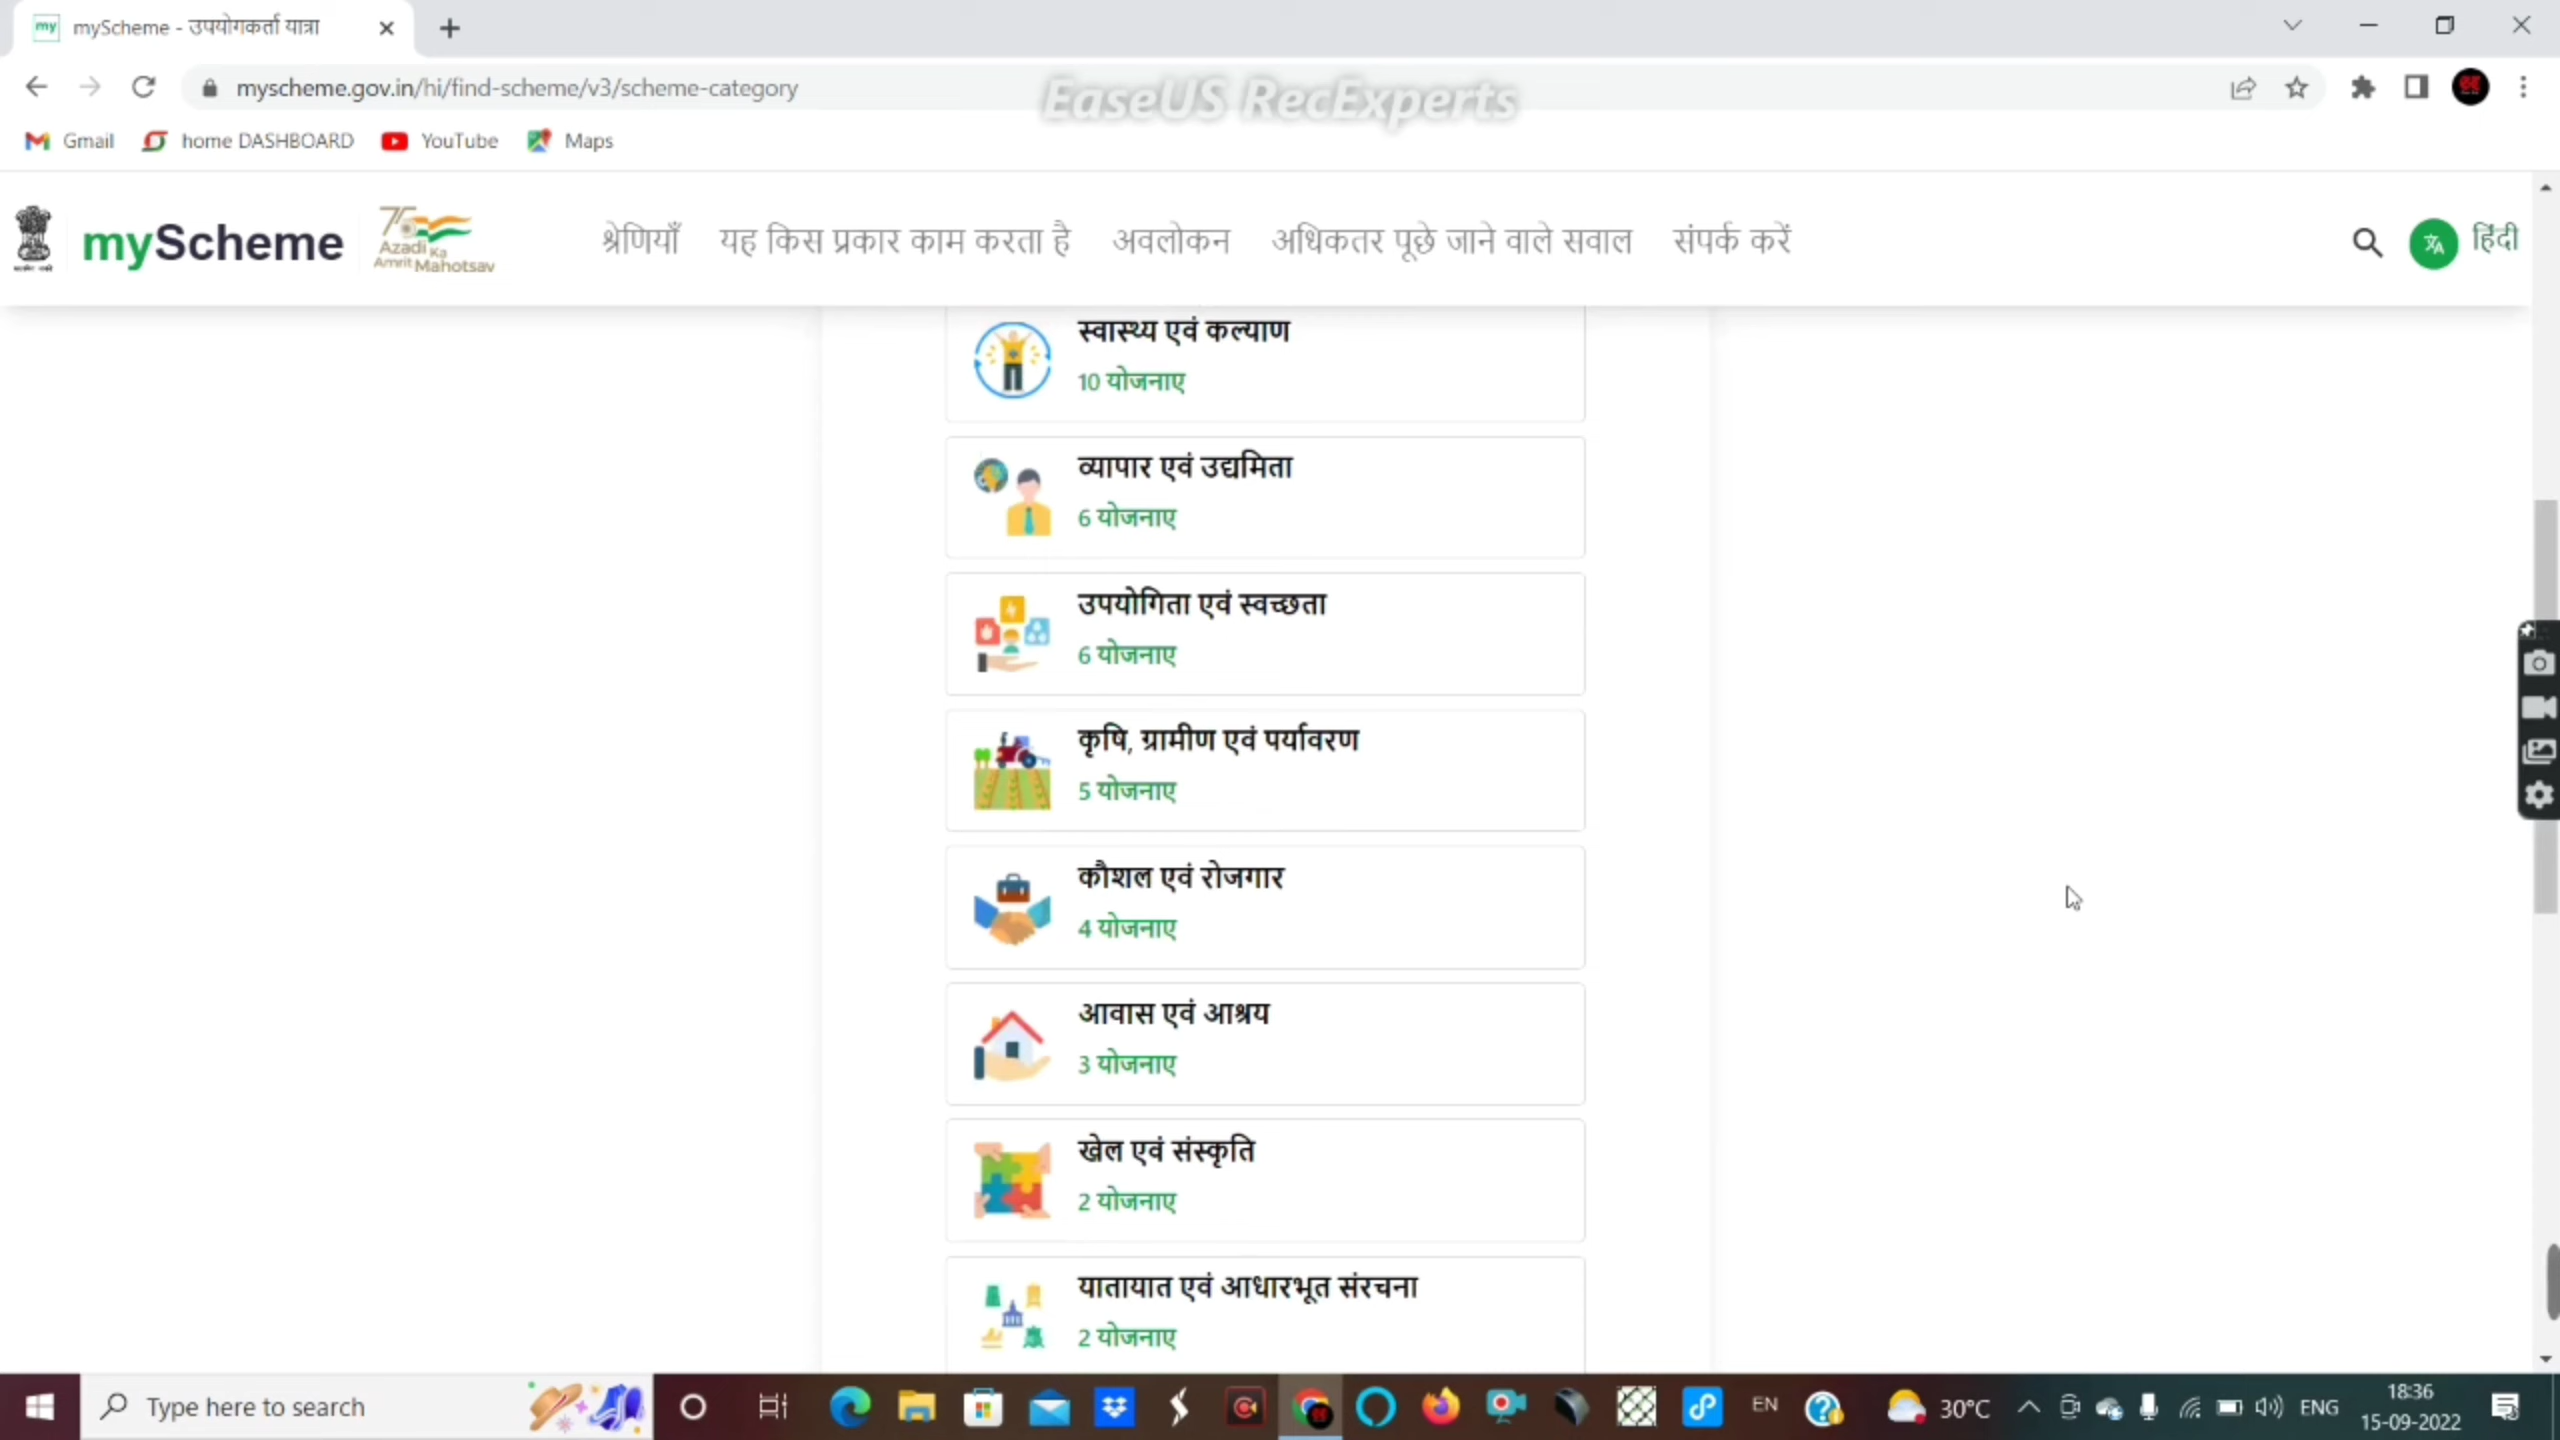 myScheme - उपयोगकर्ता यात्रा
myscheme.gov.in/hi/find-scheme/v3/scheme-category
EaseUS RecExperts
Gmail home DASHBOARD YouTube Maps
myScheme
Azadi Ka Amrit Mahotsav
श्रेणियाँ यह किस प्रकार काम करता है अवलोकन अधिकतर पूछे जाने वाले सवाल संपर्क करें
हिंदी
स्वास्थ्य एवं कल्याण
10 योजनाए
व्यापार एवं उद्यमिता
6 योजनाए
उपयोगिता एवं स्वच्छता
6 योजनाए
कृषि, ग्रामीण एवं पर्यावरण
5 योजनाए
कौशल एवं रोजगार
4 योजनाए
आवास एवं आश्रय
3 योजनाए
खेल एवं संस्कृति
2 योजनाए
यातायात एवं आधारभूत संरचना
2 योजनाए
Type here to search
EN
30°C
ENG
18:36
15-09-2022